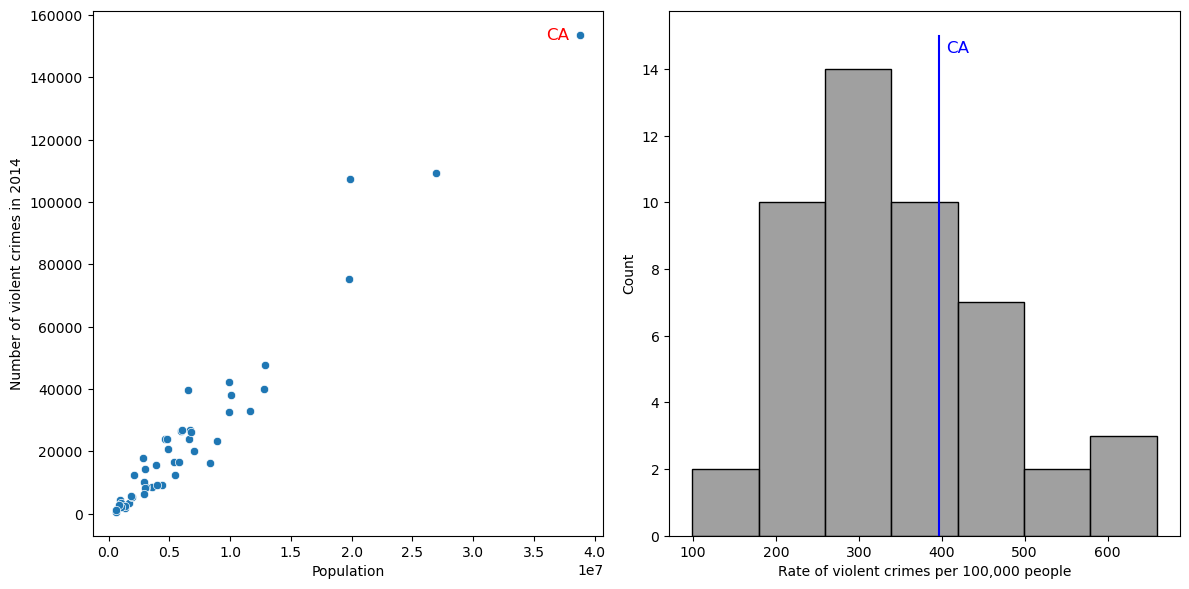 160000
140000
120000
100000
80000
60000
40000
20000
0
Number of violent crimes in 2014
CA
0.0 0.5 1.0 1.5 2.0 2.5 3.0 3.5 4.0
1e7
Population
14
12
10
8
6
4
2
0
Count
CA
100 200 300 400 500 600
Rate of violent crimes per 100,000 people